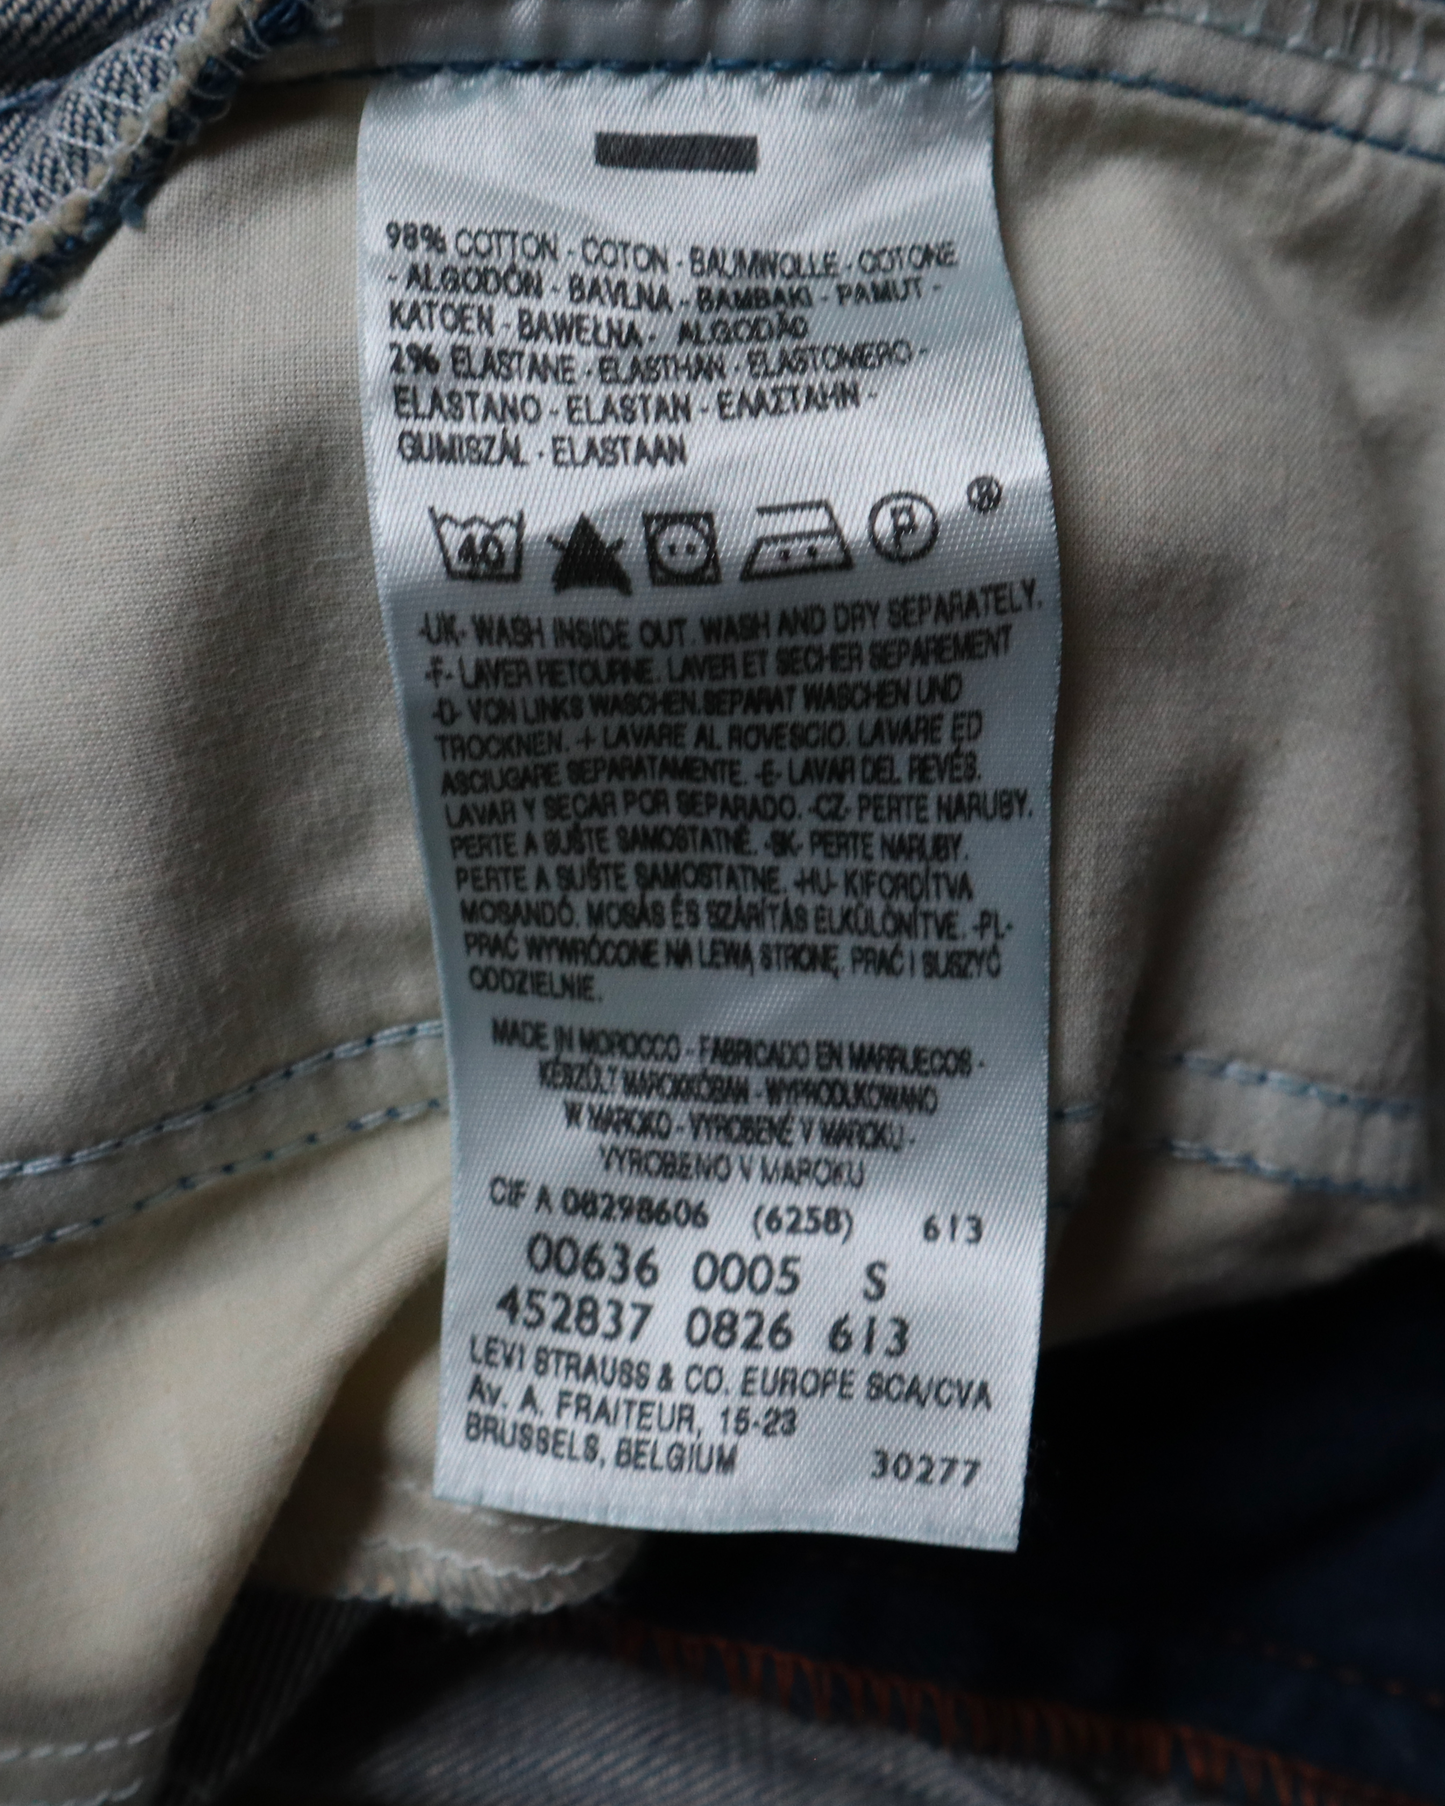 98% COTTON - COTON - BAUMWOLLE - COTONE
- ALGODÓN - BAVLNA - BAMBAKI - PAMUT -
KATOEN - BAWEŁNA - ALGODÃO
2% ELASTANE - ELASTHAN - ELASTOMERO -
ELASTANO - ELASTAN - ΕΛΑΣΤΑΗΝ -
GUMISZÁL - ELASTAAN
40 P ®
-UK- WASH INSIDE OUT. WASH AND DRY SEPARATELY.
-F- LAVER RETOURNE. LAVER ET SECHER SEPAREMENT
-D- VON LINKS WASCHEN.SEPARAT WASCHEN UND
TROCKNEN. -I- LAVARE AL ROVESCIO. LAVARE ED
ASCIUGARE SEPARATAMENTE. -E- LAVAR DEL REVÉS.
LAVAR Y SECAR POR SEPARADO. -CZ- PERTE NARUBY.
PERTE A SUŠTE SAMOSTATNĚ. -SK- PERTE NARUBY.
PERTE A SUŠTE SAMOSTATNE. -HU- KIFORDÍTVA
MOSANDÓ. MOSÁS ÉS SZÁRÍTÁS ELKÜLÖNÍTVE. -PL-
PRAĆ WYWRÓCONE NA LEWĄ STRONĘ. PRAĆ I SUSZYĆ
ODDZIELNIE.
MADE IN MOROCCO - FABRICADO EN MARRUECOS -
KÉSZÜLT MAROKKÓBAN - WYPRODUKOWANO
W MAROKO - VYROBENÉ V MAROKU -
VYROBENO V MAROKU
CIF A 08298606 (6258) 613
00636 0005 S
452837 0826 613
LEVI STRAUSS & CO. EUROPE SCA/CVA
Av. A. FRAITEUR, 15-23
BRUSSELS, BELGIUM 30277